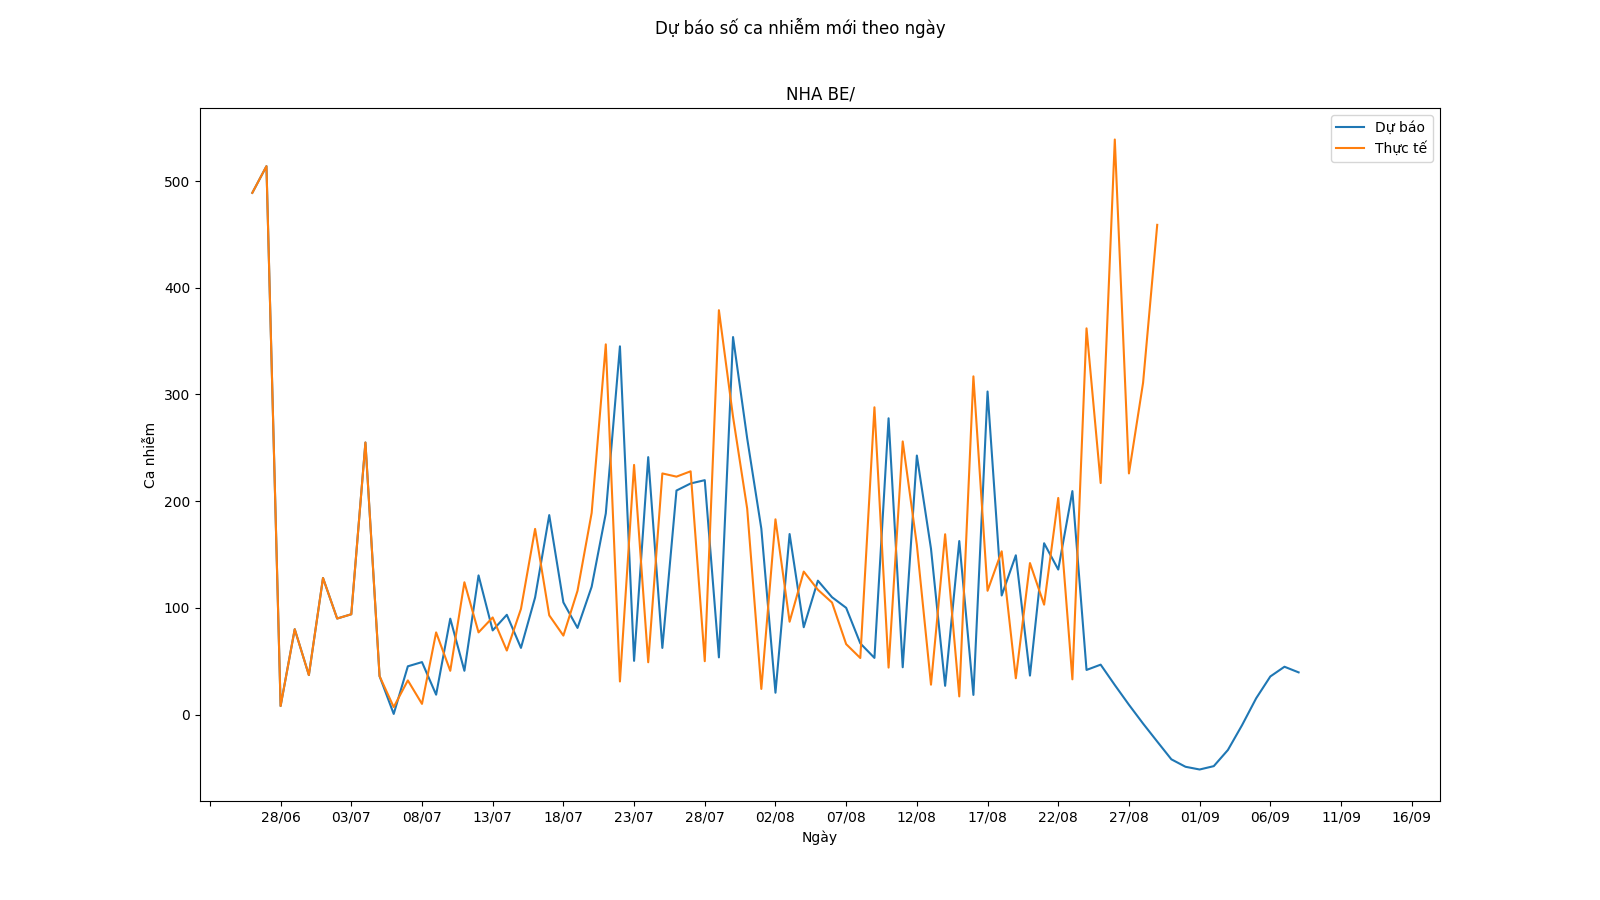 Dự báo số ca nhiễm mới theo ngày
NHA BE/
Dự báo
Thực tế
500
400
300
200
100
0
Ca nhiễm
28/06 03/07 08/07 13/07 18/07 23/07 28/07 02/08 07/08 12/08 17/08 22/08 27/08 01/09 06/09 11/09 16/09
Ngày